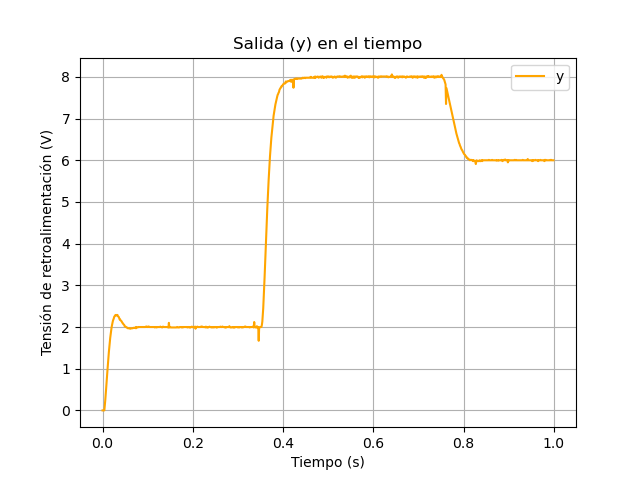 Salida (y) en el tiempo
y
Tensión de retroalimentación (V)
8
7
6
5
4
3
2
1
0
0.0 0.2 0.4 0.6 0.8 1.0
Tiempo (s)